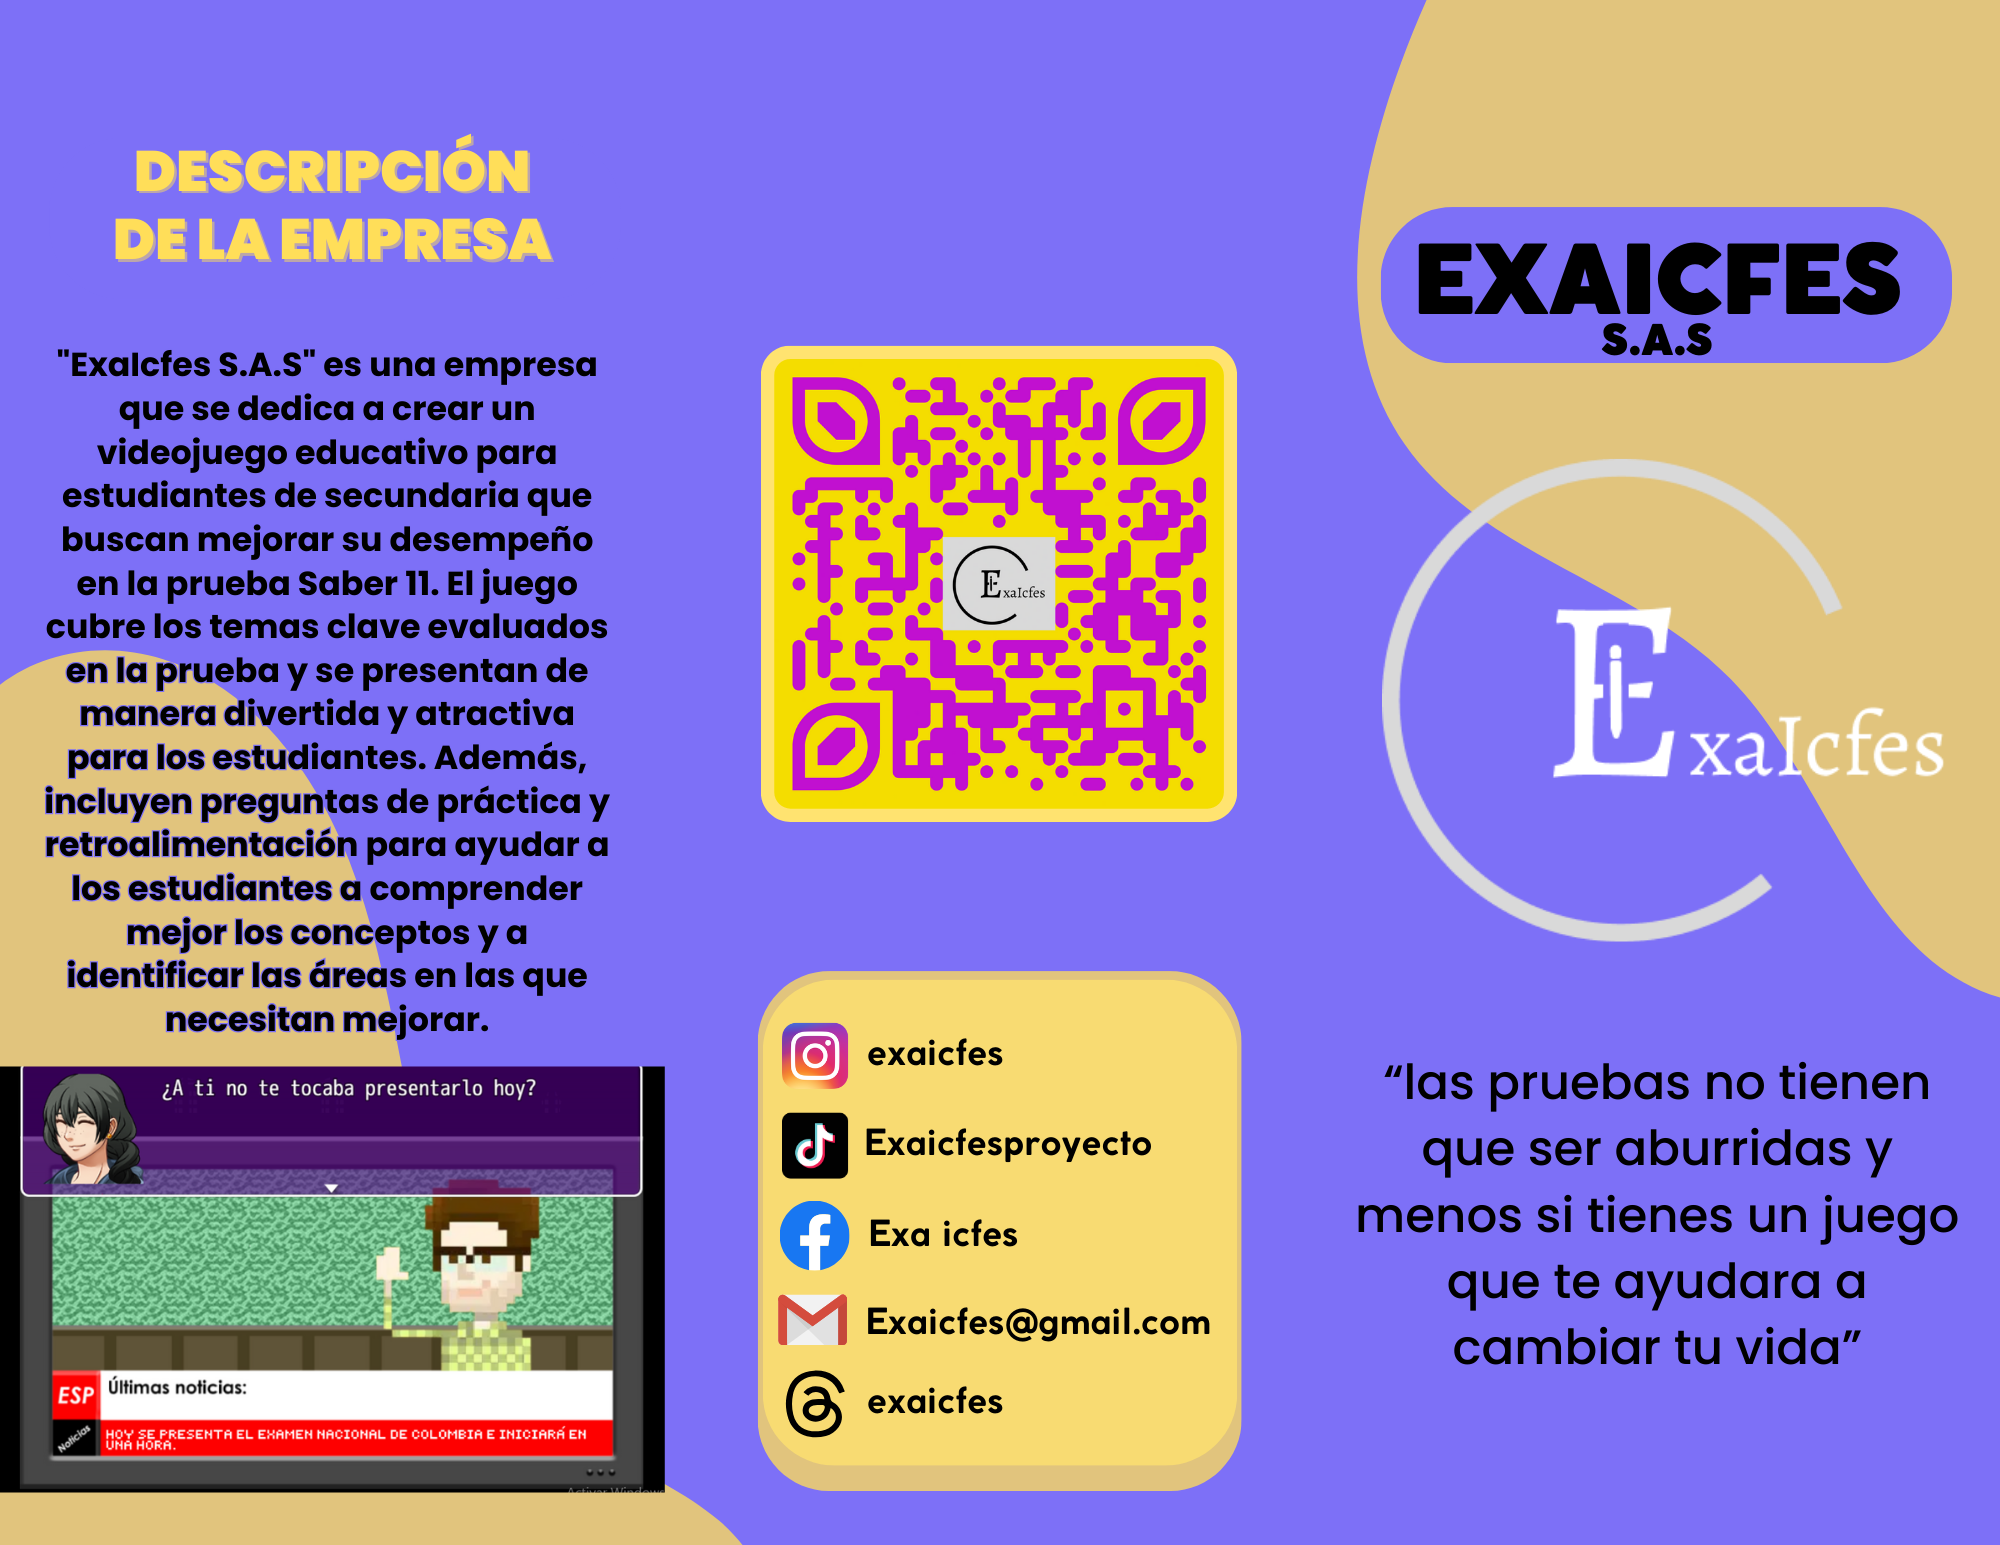 DESCRIPCIÓN
DE LA EMPRESA
"ExaIcfes S.A.S" es una empresa
que se dedica a crear un
videojuego educativo para
estudiantes de secundaria que
buscan mejorar su desempeño
en la prueba Saber 11. El juego
cubre los temas clave evaluados
en la prueba y se presentan de
manera divertida y atractiva
para los estudiantes. Además,
incluyen preguntas de práctica y
retroalimentación para ayudar a
los estudiantes a comprender
mejor los conceptos y a
identificar las áreas en las que
necesitan mejorar.
¿A ti no te tocaba presentarlo hoy?
ESP
Últimas noticias:
Noticias
HOY SE PRESENTA EL EXAMEN NACIONAL DE COLOMBIA E INICIARÁ EN
UNA HORA.
Activar Windows
ExaIcfes
exaicfes
Exaicfesproyecto
Exa icfes
Exaicfes@gmail.com
exaicfes
EXAICFES
S.A.S
ExaIcfes
“las pruebas no tienen
que ser aburridas y
menos si tienes un juego
que te ayudara a
cambiar tu vida”